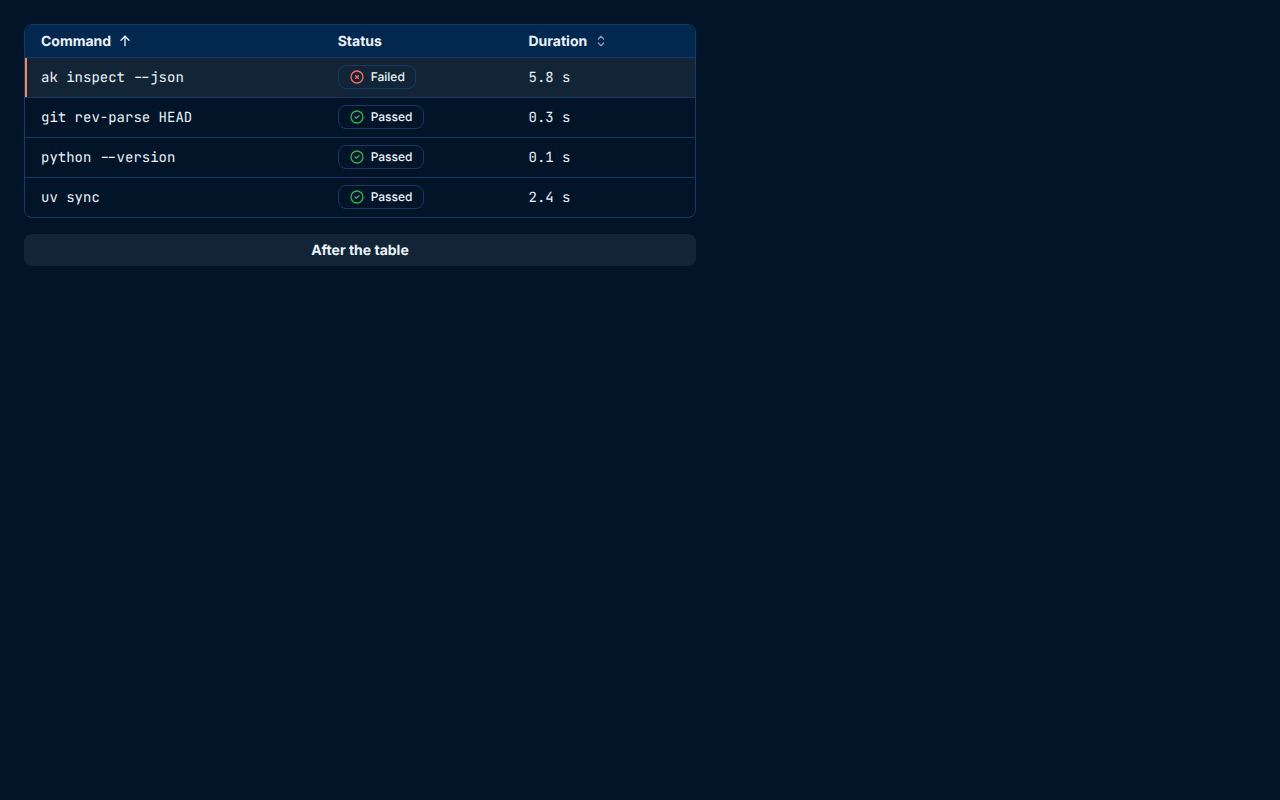 Command Status Duration
ak inspect --json Failed 5.8 s
git rev-parse HEAD Passed 0.3 s
python --version Passed 0.1 s
uv sync Passed 2.4 s
After the table